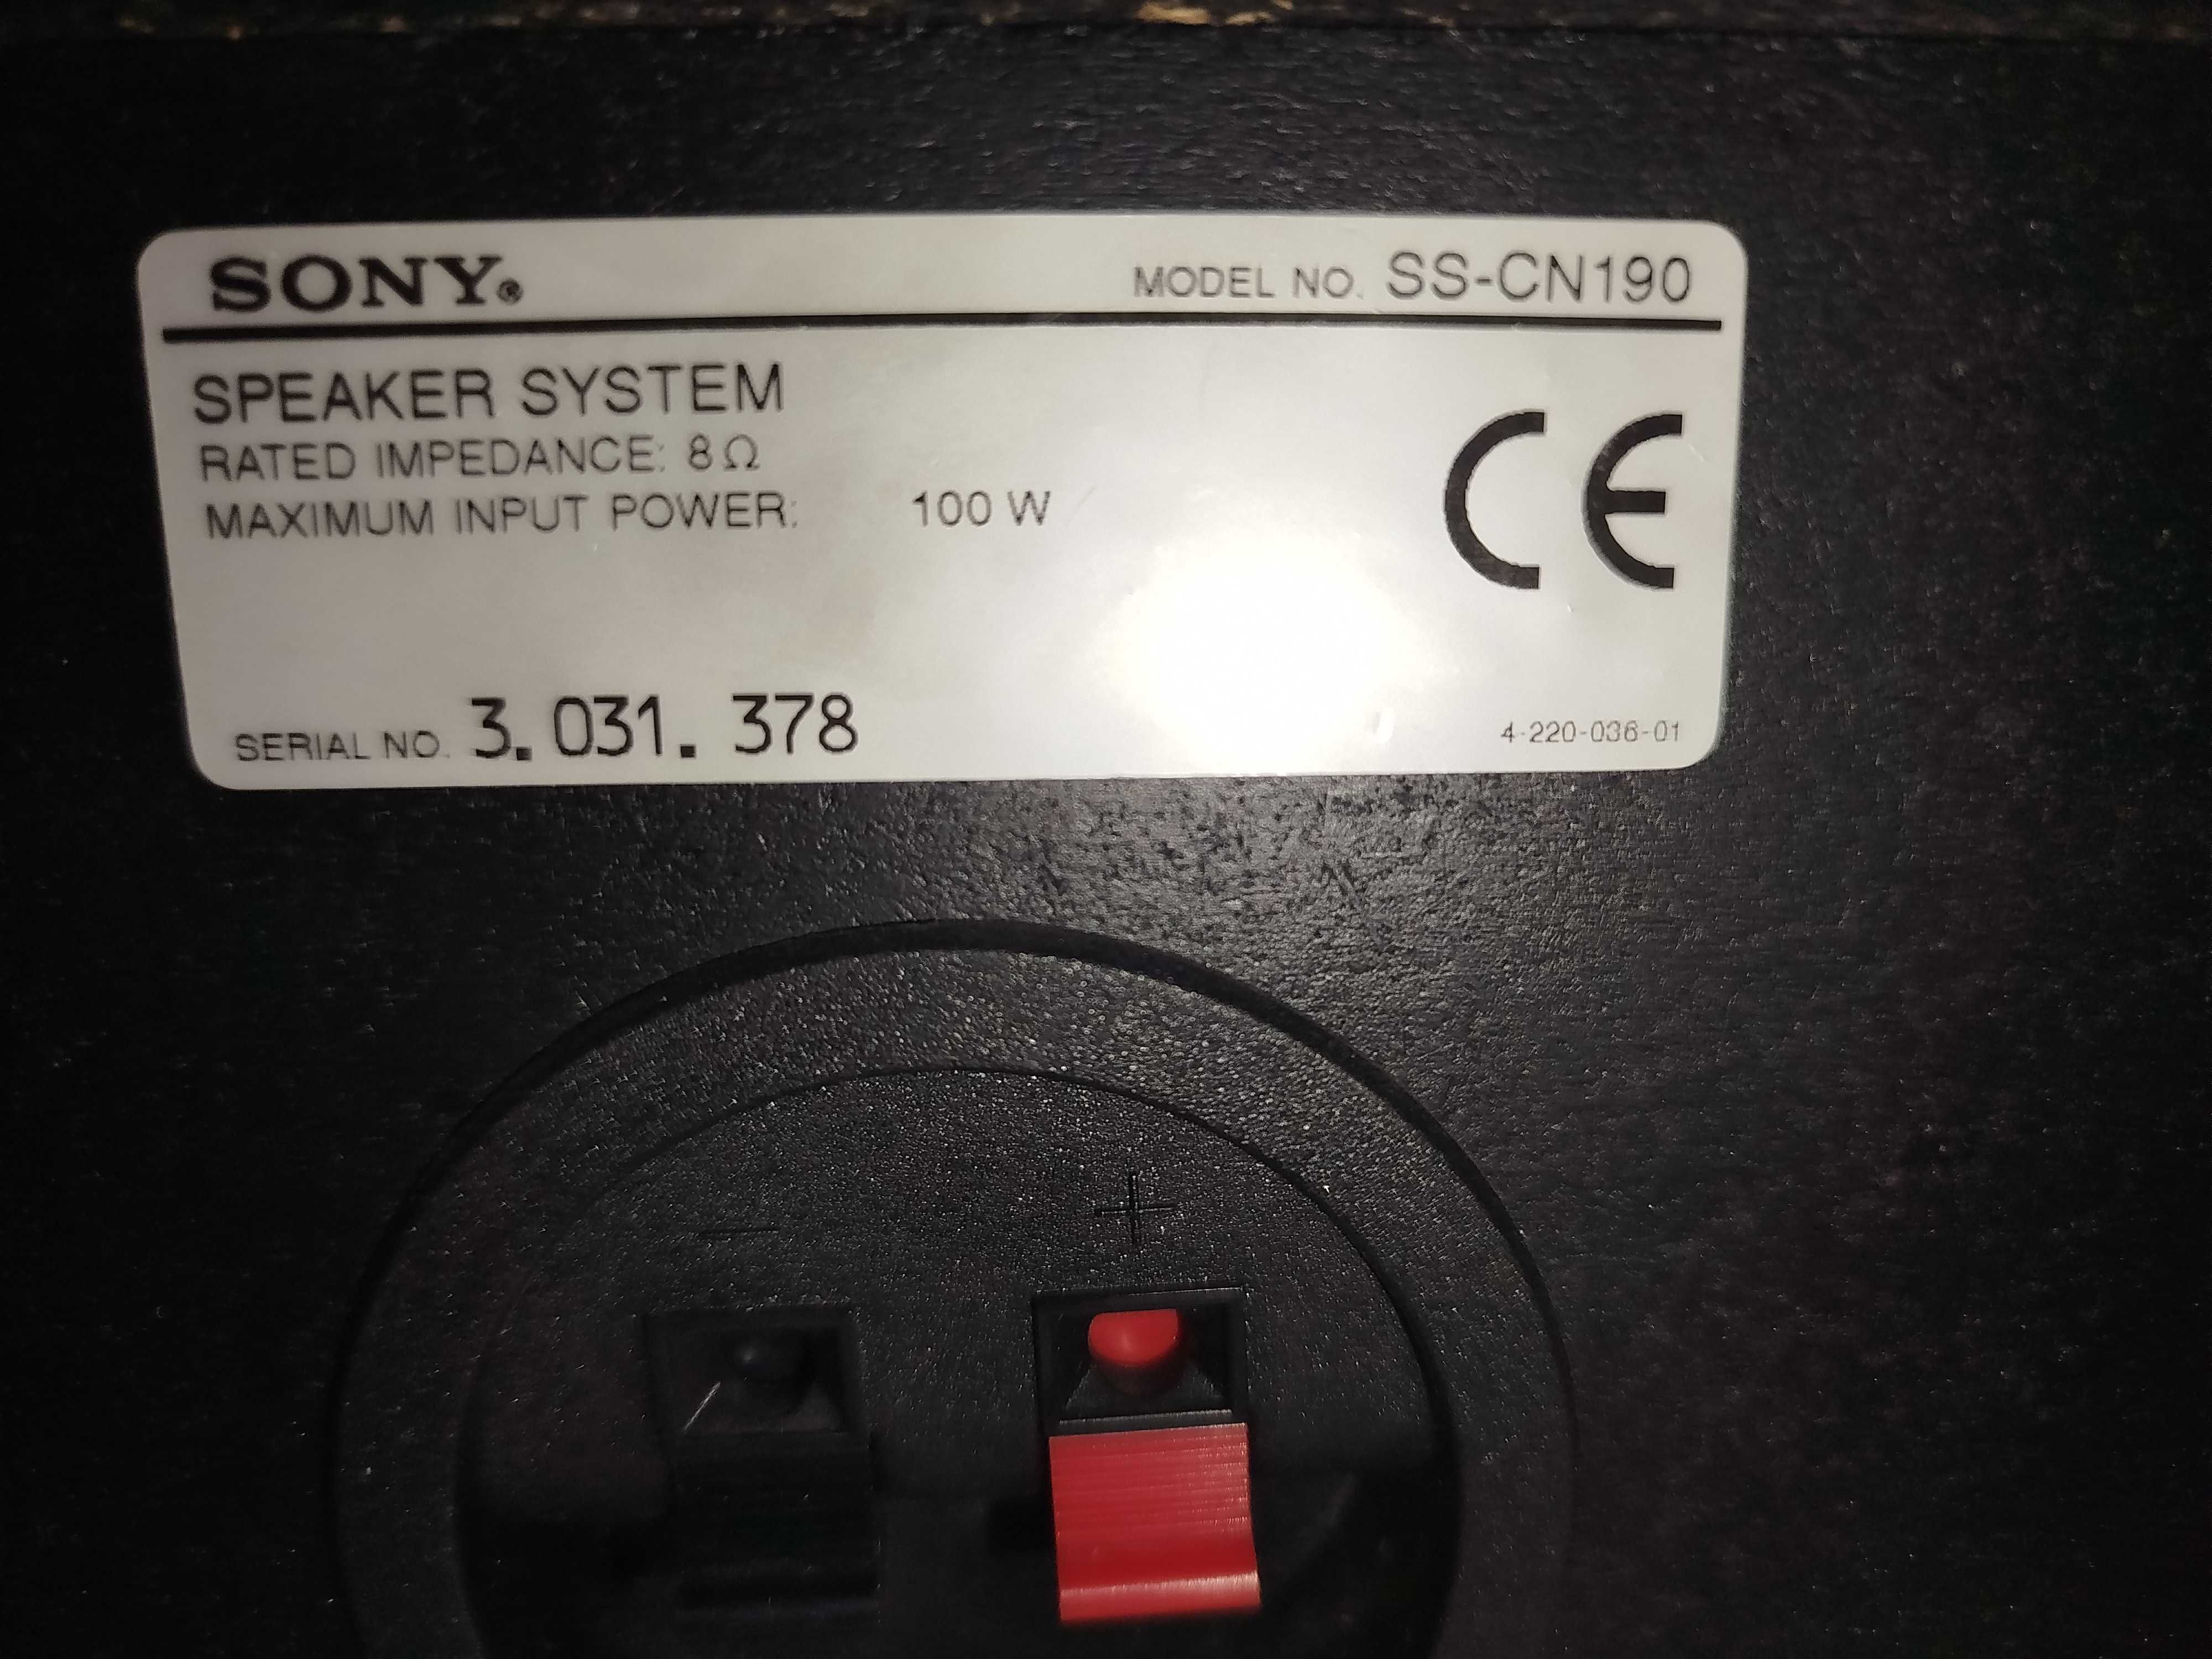 SONY®
MODEL NO. SS-CN190
SPEAKER SYSTEM
RATED IMPEDANCE: 8Ω
MAXIMUM INPUT POWER: 100 W
CE
SERIAL NO. 3. 031. 378
4-220-036-01
− +